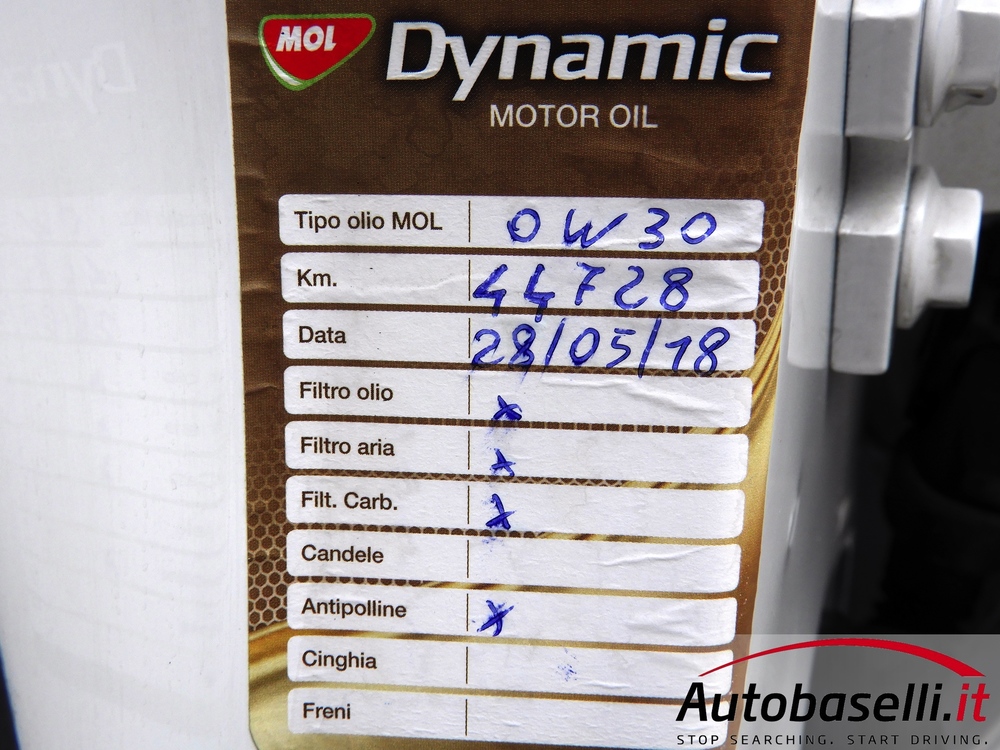 MOL Dynamic
MOTOR OIL
Tipo olio MOL 0W30
Km. 44728
Data 28/05/18
Filtro olio x
Filtro aria x
Filt. Carb. x
Candele
Antipolline x
Cinghia
Freni
Autobaselli.it
STOP SEARCHING. START DRIVING.